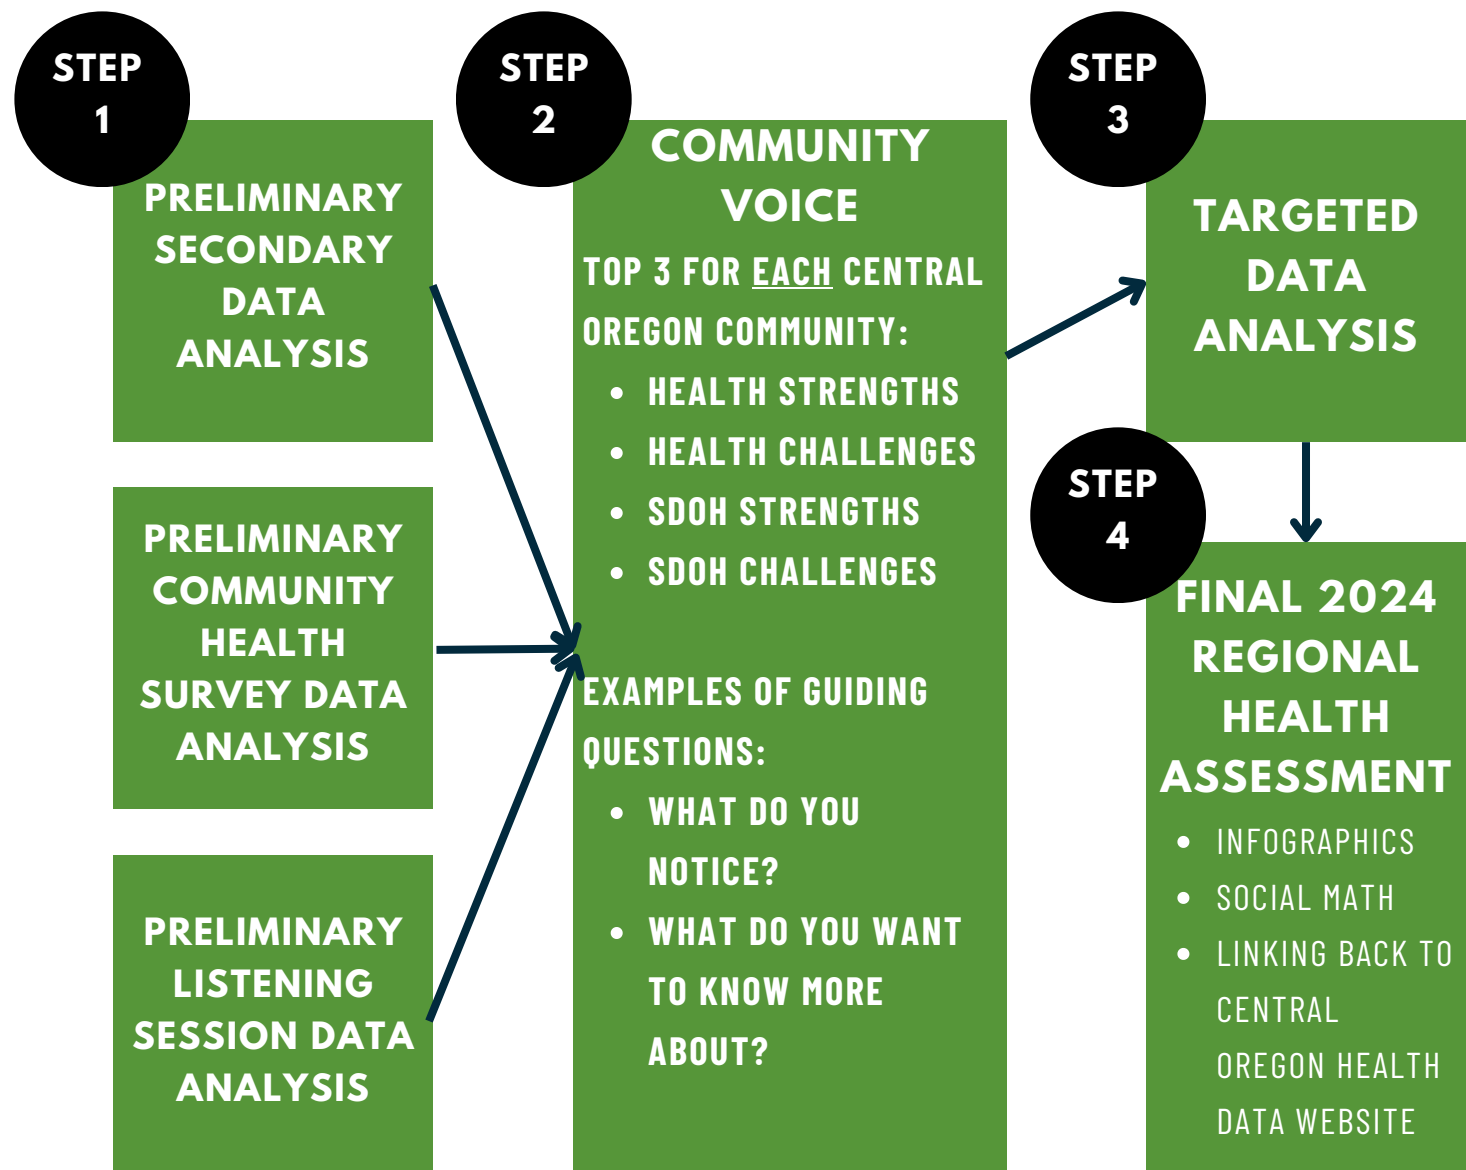 STEP
1
PRELIMINARY
SECONDARY
DATA
ANALYSIS
PRELIMINARY
COMMUNITY
HEALTH
SURVEY DATA
ANALYSIS
PRELIMINARY
LISTENING
SESSION DATA
ANALYSIS
STEP
2
COMMUNITY
VOICE
TOP 3 FOR EACH CENTRAL
OREGON COMMUNITY:
• HEALTH STRENGTHS
• HEALTH CHALLENGES
• SDOH STRENGTHS
• SDOH CHALLENGES
EXAMPLES OF GUIDING
QUESTIONS:
• WHAT DO YOU
NOTICE?
• WHAT DO YOU WANT
TO KNOW MORE
ABOUT?
STEP
3
TARGETED
DATA
ANALYSIS
STEP
4
FINAL 2024
REGIONAL
HEALTH
ASSESSMENT
• INFOGRAPHICS
• SOCIAL MATH
• LINKING BACK TO
CENTRAL
OREGON HEALTH
DATA WEBSITE